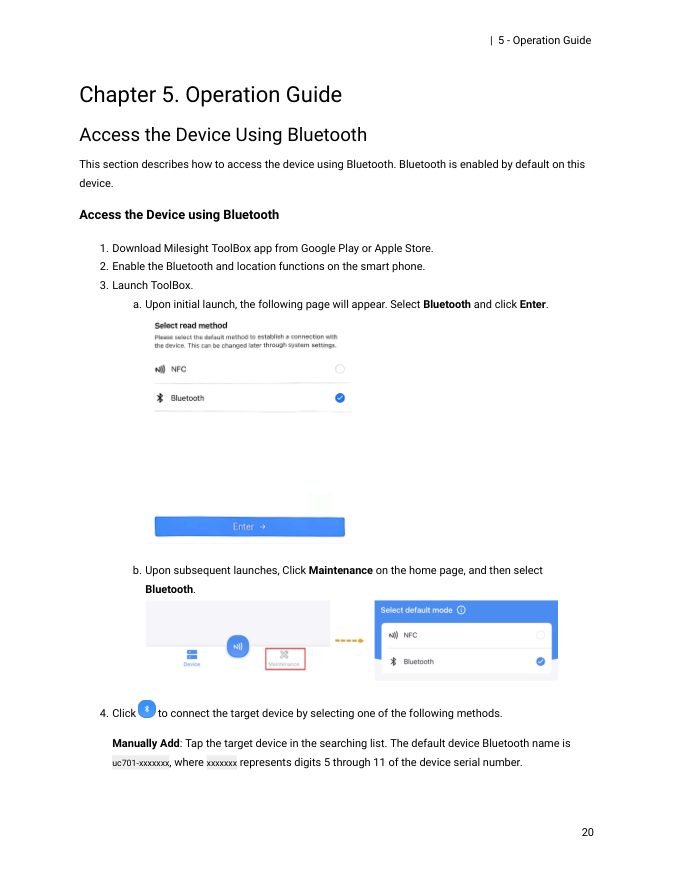 | 5 - Operation Guide
Chapter 5. Operation Guide
Access the Device Using Bluetooth
This section describes how to access the device using Bluetooth. Bluetooth is enabled by default on this
device.
Access the Device using Bluetooth
1. Download Milesight ToolBox app from Google Play or Apple Store.
2. Enable the Bluetooth and location functions on the smart phone.
3. Launch ToolBox.
a. Upon initial launch, the following page will appear. Select Bluetooth and click Enter.
Select read method
Please select the default method to establish a connection with
the device. This can be changed later through system settings.
NFC
Bluetooth
Enter →
b. Upon subsequent launches, Click Maintenance on the home page, and then select
Bluetooth.
Device
Maintenance
Select default mode
NFC
Bluetooth
4. Click to connect the target device by selecting one of the following methods.
Manually Add: Tap the target device in the searching list. The default device Bluetooth name is
uc701-xxxxxxx, where xxxxxxx represents digits 5 through 11 of the device serial number.
20